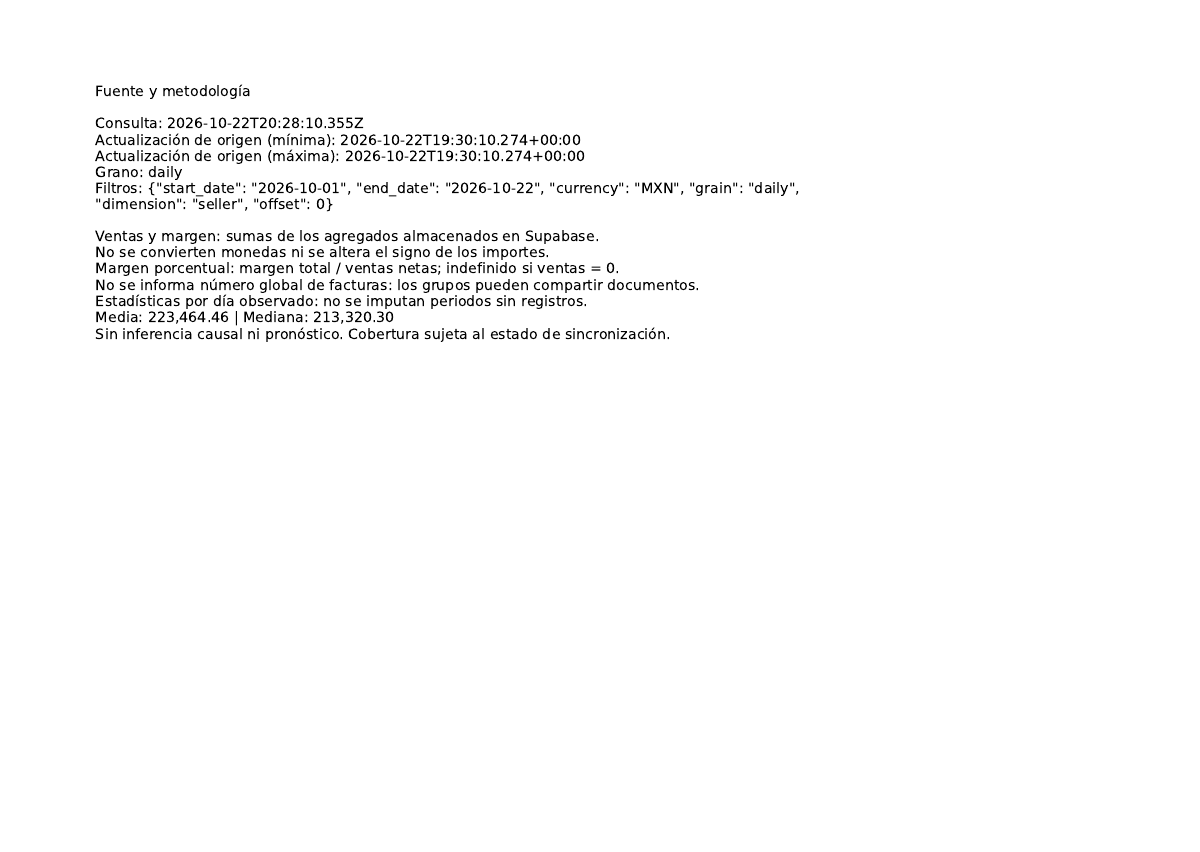 Fuente y metodología
Consulta: 2026-10-22T20:28:10.355Z
Actualización de origen (mínima): 2026-10-22T19:30:10.274+00:00
Actualización de origen (máxima): 2026-10-22T19:30:10.274+00:00
Grano: daily
Filtros: {"start_date": "2026-10-01", "end_date": "2026-10-22", "currency": "MXN", "grain": "daily",
"dimension": "seller", "offset": 0}
Ventas y margen: sumas de los agregados almacenados en Supabase.
No se convierten monedas ni se altera el signo de los importes.
Margen porcentual: margen total / ventas netas; indefinido si ventas = 0.
No se informa número global de facturas: los grupos pueden compartir documentos.
Estadísticas por día observado: no se imputan periodos sin registros.
Media: 223,464.46 | Mediana: 213,320.30
Sin inferencia causal ni pronóstico. Cobertura sujeta al estado de sincronización.